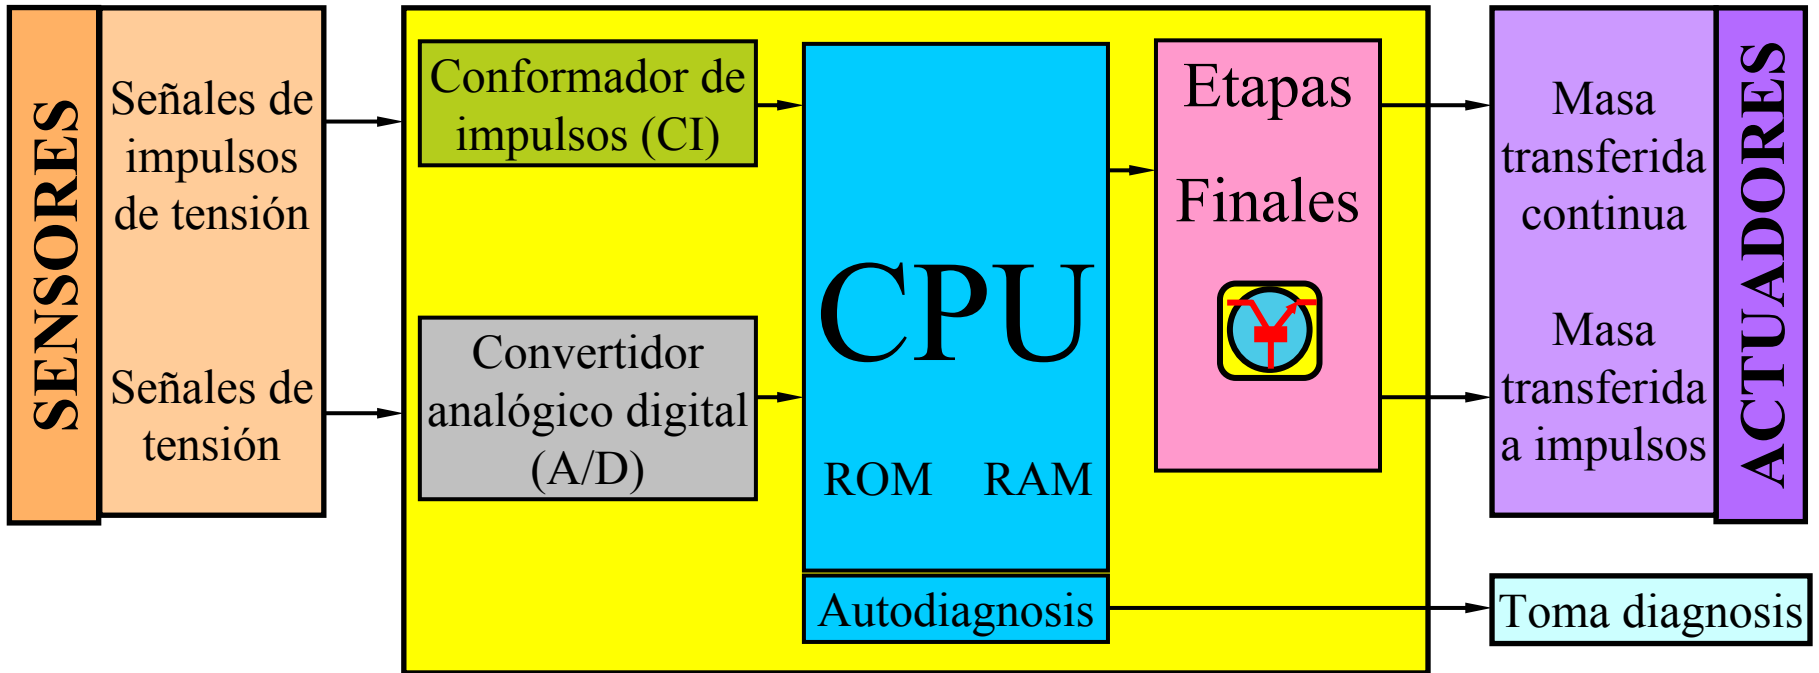 SENSORES
Señales de
impulsos
de tensión
Señales de
tensión
Conformador de
impulsos (CI)
Convertidor
analógico digital
(A/D)
CPU
ROM RAM
Autodiagnosis
Etapas
Finales
Masa
transferida
continua
Masa
transferida
a impulsos
ACTUADORES
Toma diagnosis